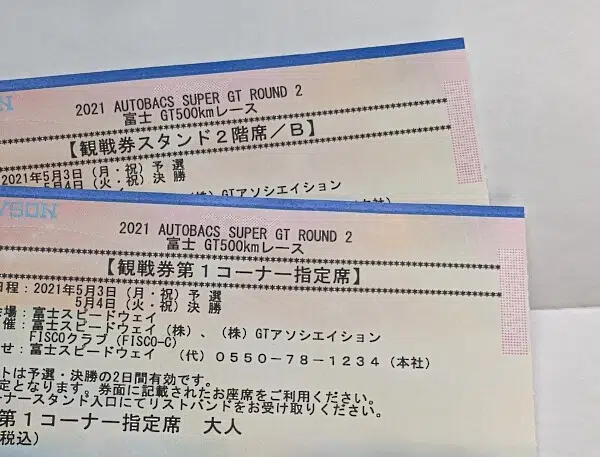 2021 AUTOBACS SUPER GT ROUND 2
富士 GT500kmレース
【観戦券スタンド2階席／B】
2021年5月3日（月・祝）予選
5月4日（火・祝）決勝
（株）GTアソシエイション
2021 AUTOBACS SUPER GT ROUND 2
富士 GT500kmレース
【観戦券第1コーナー指定席】
日程：2021年5月3日（月・祝）予選
5月4日（火・祝）決勝
場：富士スピードウェイ
催：富士スピードウェイ（株）、（株）GTアソシエイション
FISCOクラブ（FISCO-C）
せ：富士スピードウェイ （代）0550-78-1234（本社）
トは予選・決勝の2日間有効です。
定となります。券面に記載されたお座席をご利用ください。
ーナースタンド入口にてリストバンドをお受け取りください。
第1コーナー指定席 大人
税込）